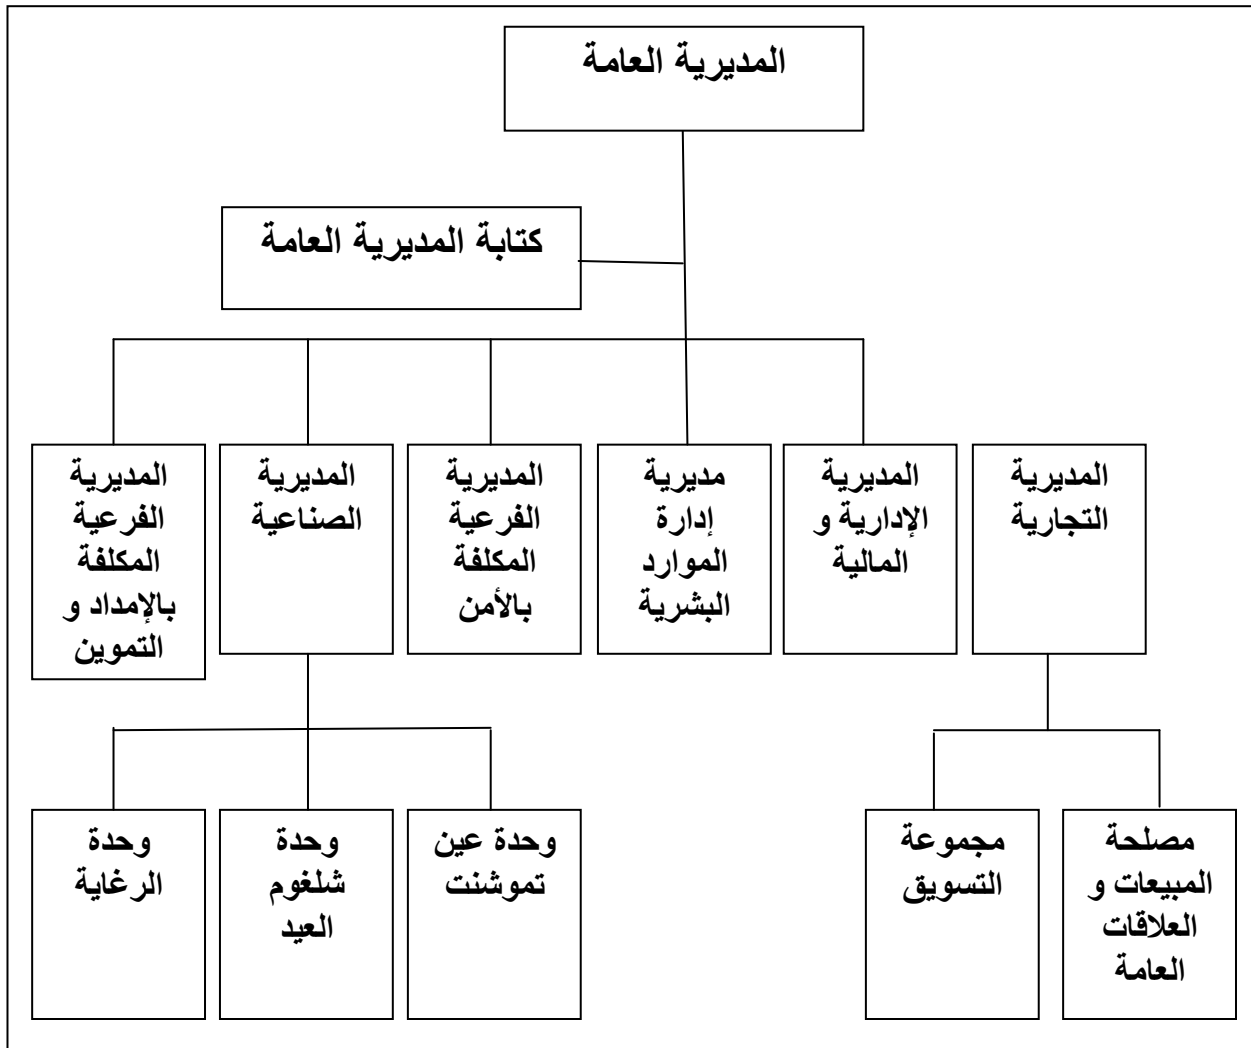 المديرية العامة
كتابة المديرية العامة
المديرية
التجارية
المديرية
الإدارية و
المالية
مديرية
إدارة
الموارد
البشرية
المديرية
الفرعية
المكلفة
بالأمن
المديرية
الصناعية
المديرية
الفرعية
المكلفة
بالإمداد و
التموين
مصلحة
المبيعات و
العلاقات
العامة
مجموعة
التسويق
وحدة عين
تموشنت
وحدة
شلغوم
العيد
وحدة
الرغاية